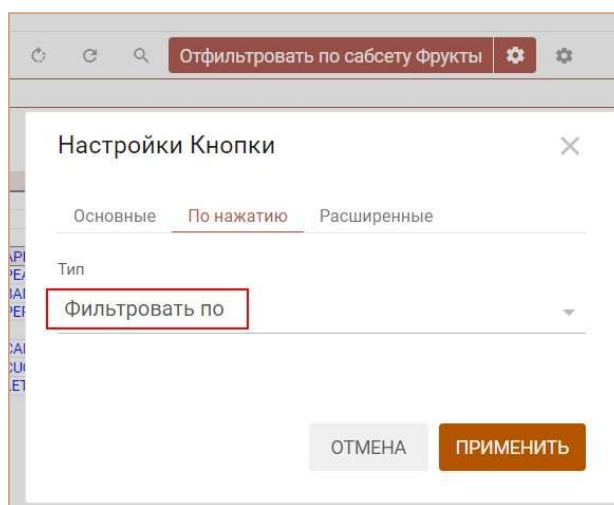 Отфильтровать по сабсету Фрукты
Настройки Кнопки
Основные По нажатию Расширенные
Тип
Фильтровать по
ОТМЕНА ПРИМЕНИТЬ